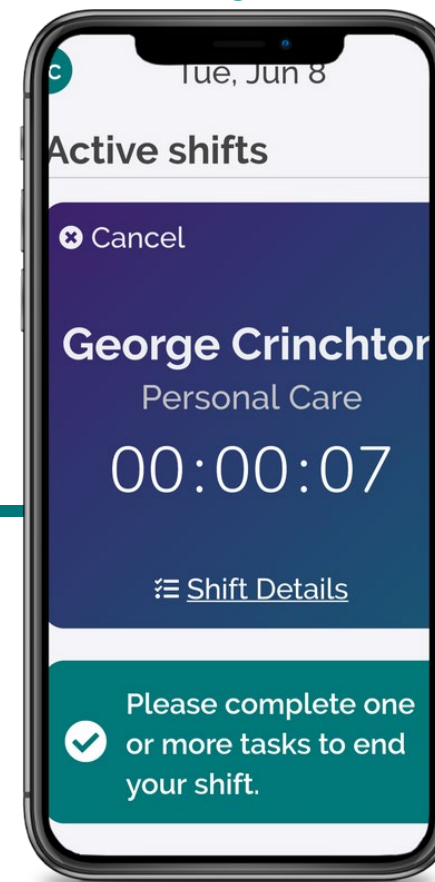 C
Tue, Jun 8
Active shifts
Cancel
George Crinchton
Personal Care
00:00:07
Shift Details
Please complete one
or more tasks to end
your shift.